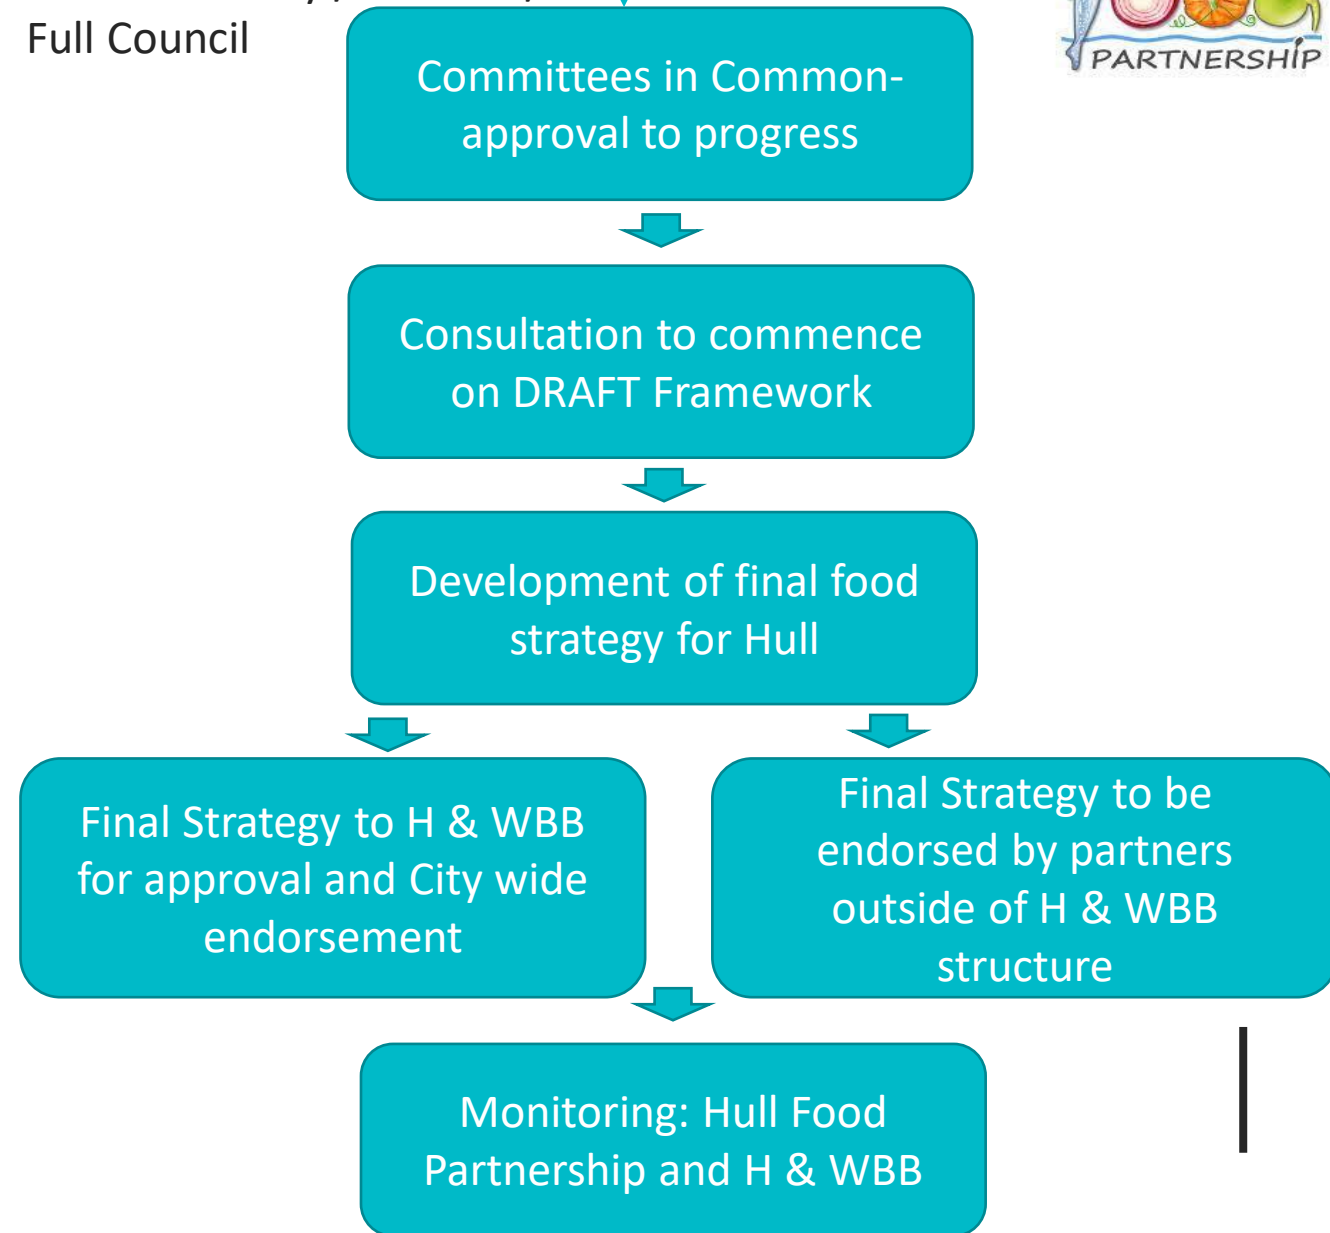 Full Council
PARTNERSHIP
Committees in Common-
approval to progress
Consultation to commence
on DRAFT Framework
Development of final food
strategy for Hull
Final Strategy to H & WBB
for approval and City wide
endorsement
Final Strategy to be
endorsed by partners
outside of H & WBB
structure
Monitoring: Hull Food
Partnership and H & WBB